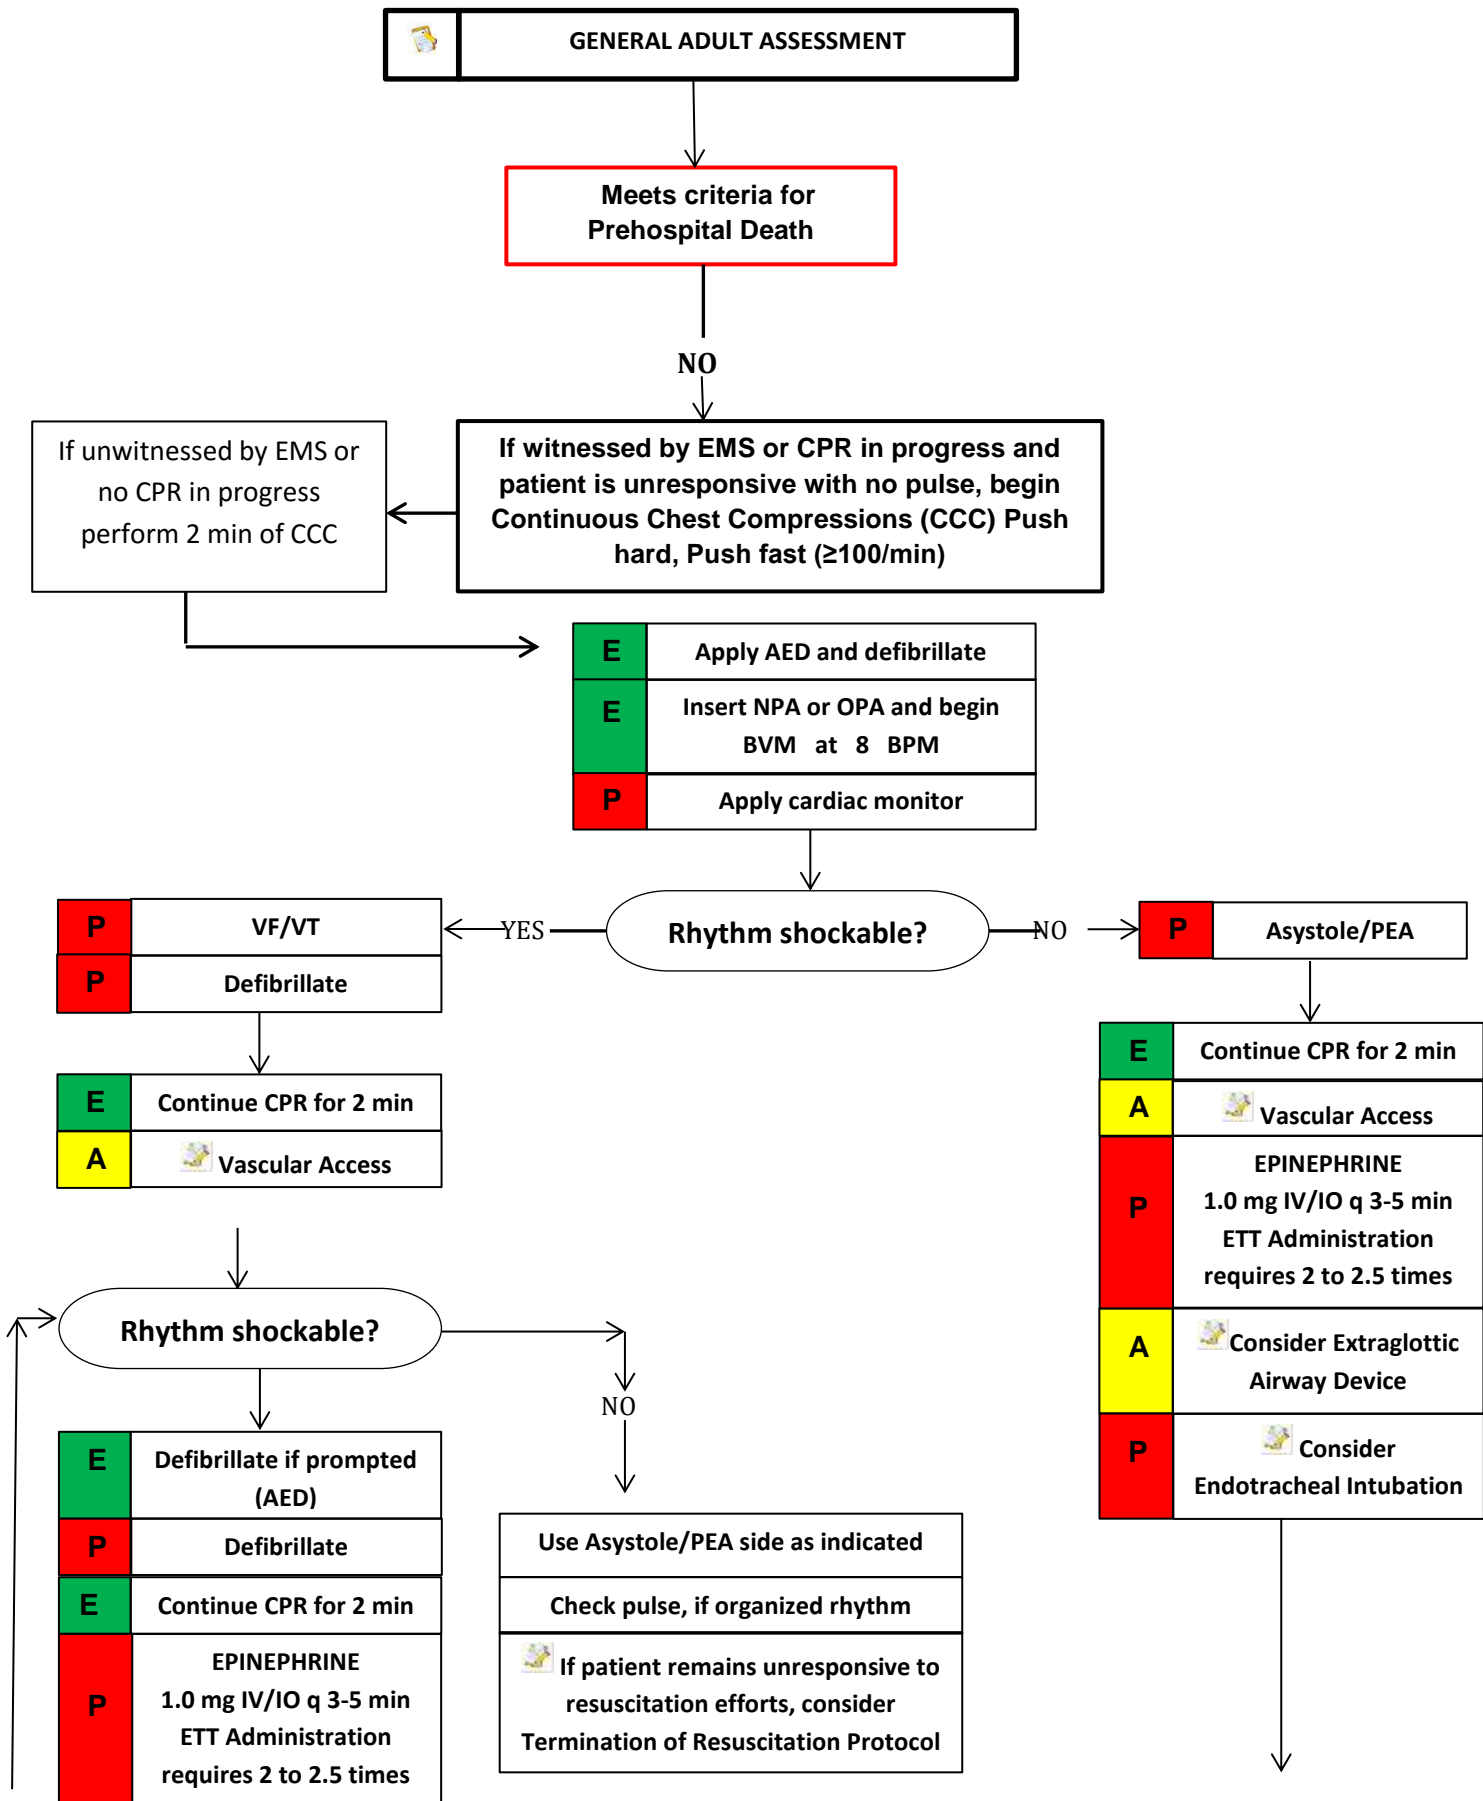 GENERAL ADULT ASSESSMENT
Meets criteria for
Prehospital Death
NO
If unwitnessed by EMS or
no CPR in progress
perform 2 min of CCC
If witnessed by EMS or CPR in progress and
patient is unresponsive with no pulse, begin
Continuous Chest Compressions (CCC) Push
hard, Push fast (≥100/min)
E Apply AED and defibrillate
E Insert NPA or OPA and begin
BVM at 8 BPM
P Apply cardiac monitor
Rhythm shockable?
YES
NO
P VF/VT
P Defibrillate
E Continue CPR for 2 min
A Vascular Access
P Asystole/PEA
E Continue CPR for 2 min
A Vascular Access
P EPINEPHRINE
1.0 mg IV/IO q 3-5 min
ETT Administration
requires 2 to 2.5 times
A Consider Extraglottic
Airway Device
P Consider
Endotracheal Intubation
Rhythm shockable?
NO
E Defibrillate if prompted
(AED)
P Defibrillate
E Continue CPR for 2 min
P EPINEPHRINE
1.0 mg IV/IO q 3-5 min
ETT Administration
requires 2 to 2.5 times
Use Asystole/PEA side as indicated
Check pulse, if organized rhythm
If patient remains unresponsive to
resuscitation efforts, consider
Termination of Resuscitation Protocol